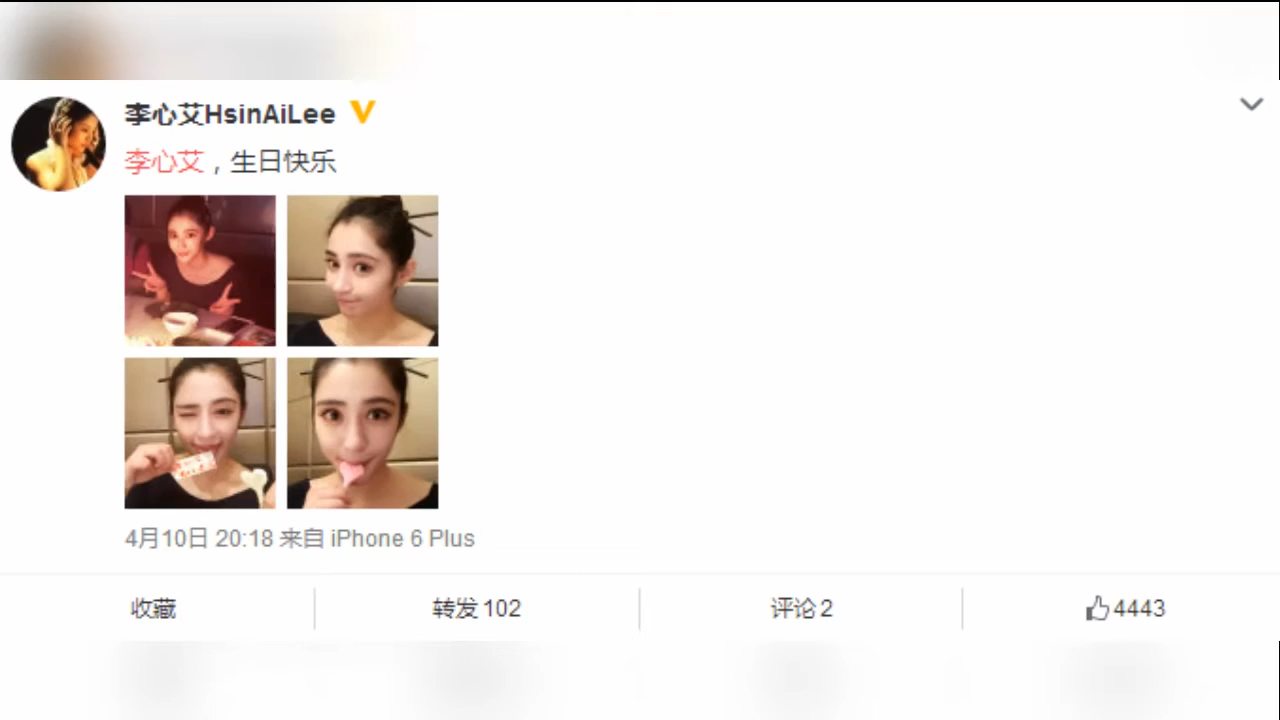 李心艾HsinAiLee
李心艾，生日快乐
4月10日 20:18 来自 iPhone 6 Plus
收藏
转发 102
评论 2
4443